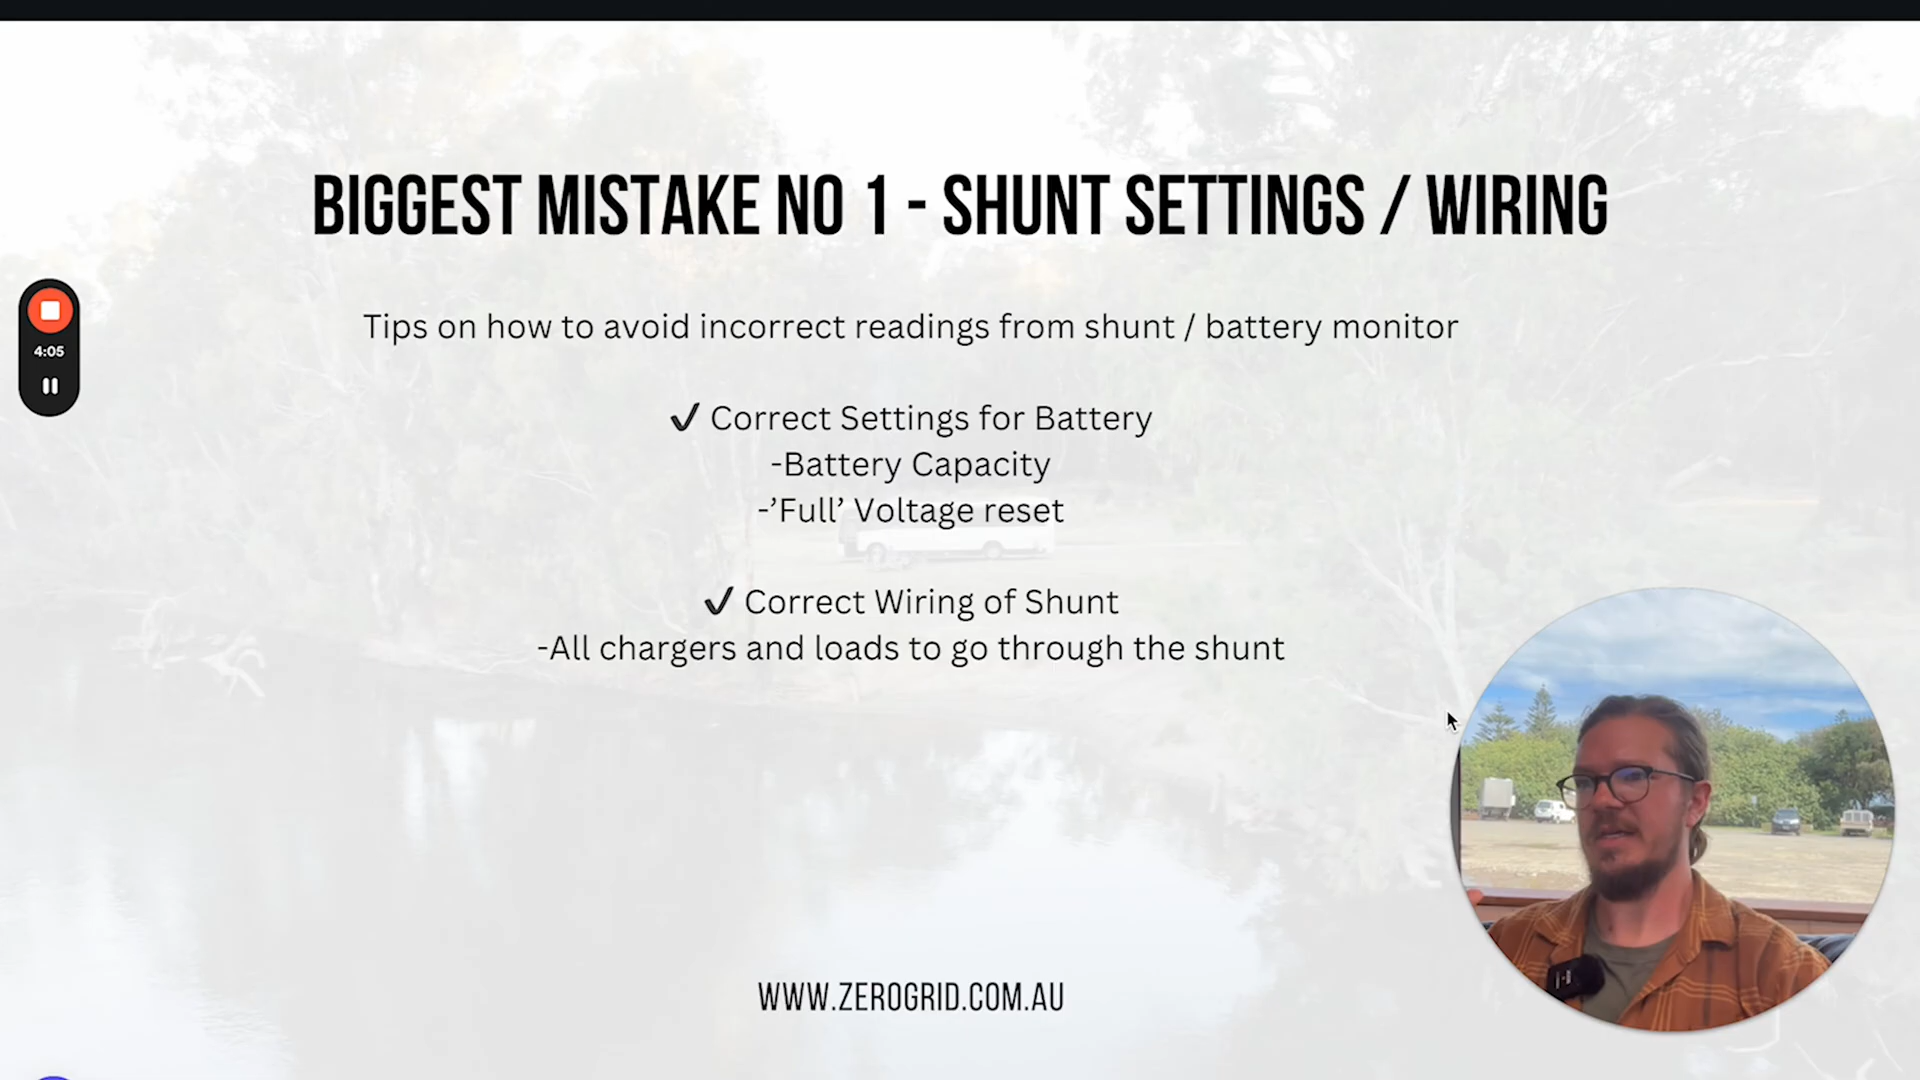 BIGGEST MISTAKE NO 1 - SHUNT SETTINGS / WIRING
Tips on how to avoid incorrect readings from shunt / battery monitor
4:05
✓ Correct Settings for Battery
-Battery Capacity
-’Full’ Voltage reset
✓ Correct Wiring of Shunt
-All chargers and loads to go through the shunt
WWW.ZEROGRID.COM.AU